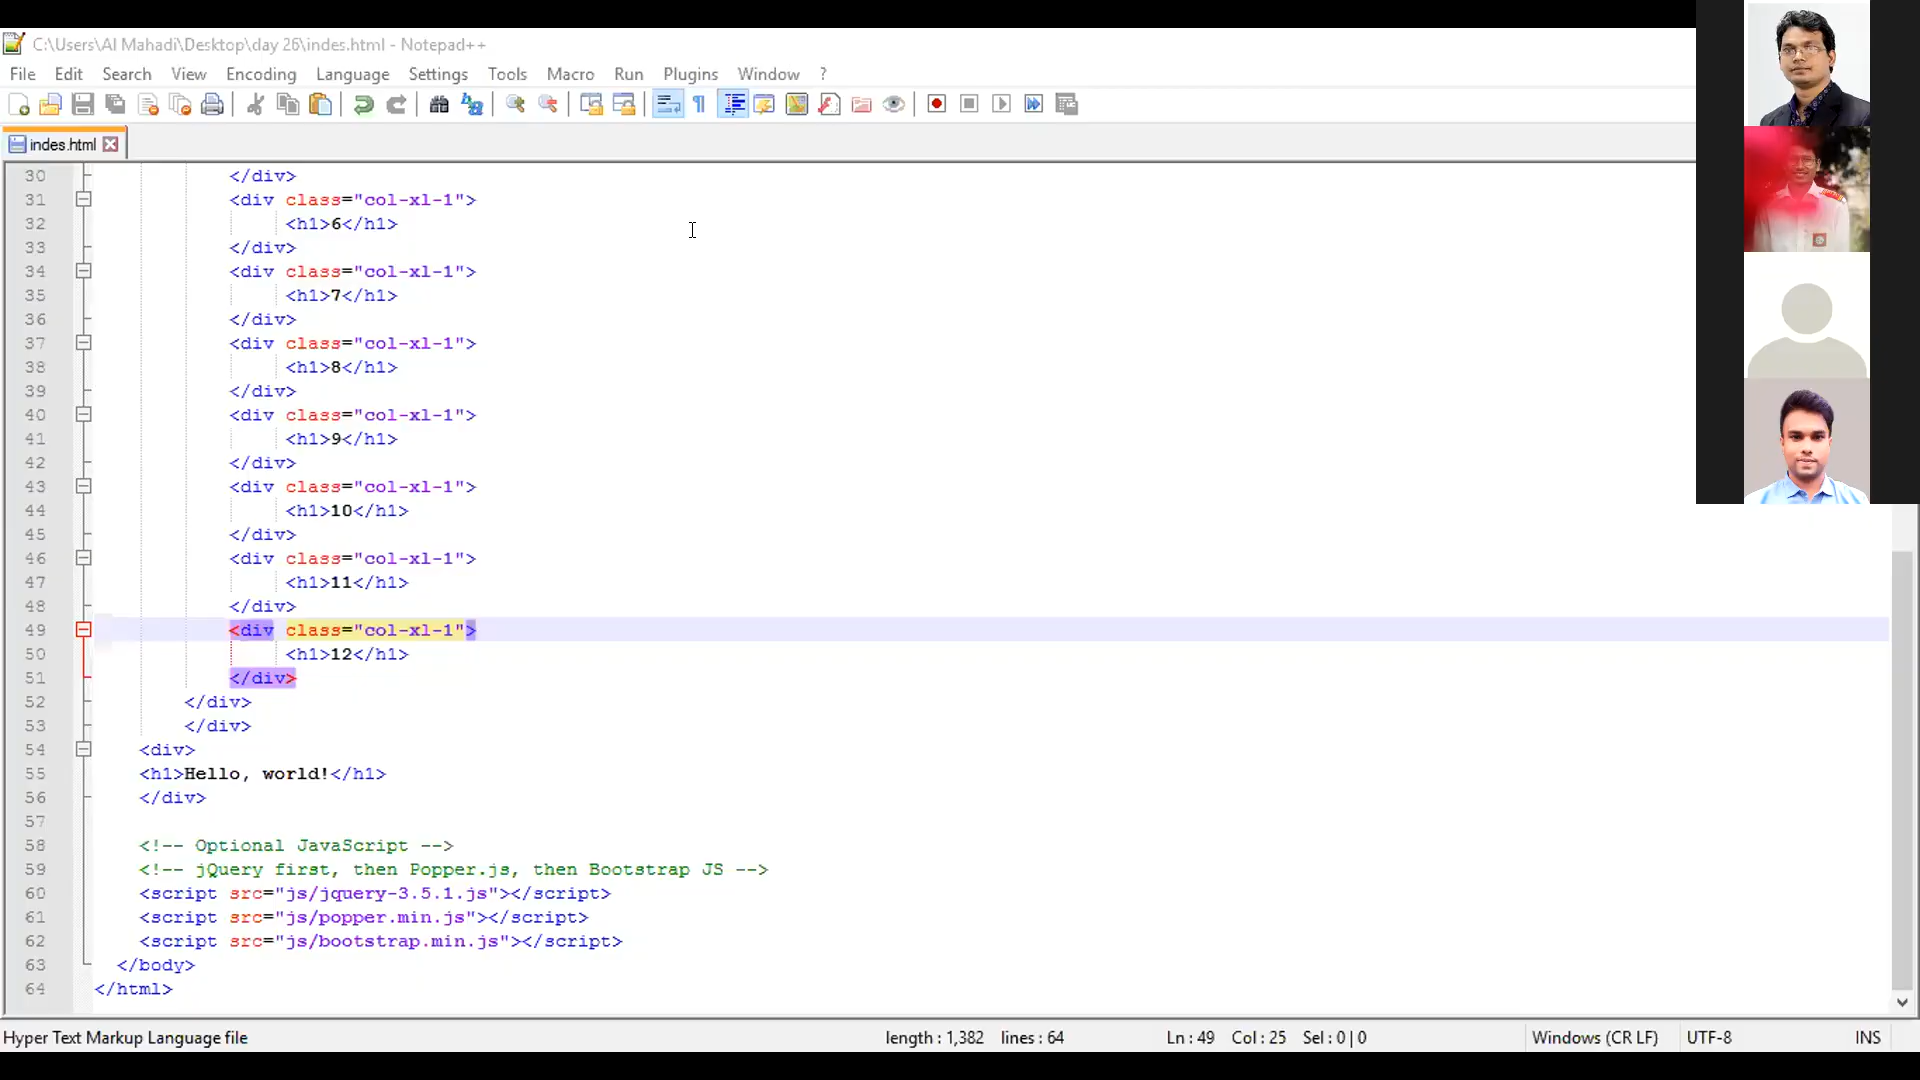 C:\Users\Al Mahadi\Desktop\day 26\indes.html - Notepad++
File Edit Search View Encoding Language Settings Tools Macro Run Plugins Window ?
indes.html
30 </div>
31 <div class="col-xl-1">
32 <h1>6</h1>
33 </div>
34 <div class="col-xl-1">
35 <h1>7</h1>
36 </div>
37 <div class="col-xl-1">
38 <h1>8</h1>
39 </div>
40 <div class="col-xl-1">
41 <h1>9</h1>
42 </div>
43 <div class="col-xl-1">
44 <h1>10</h1>
45 </div>
46 <div class="col-xl-1">
47 <h1>11</h1>
48 </div>
49 <div class="col-xl-1">
50 <h1>12</h1>
51 </div>
52 </div>
53 </div>
54 <div>
55 <h1>Hello, world!</h1>
56 </div>
57
58 <!-- Optional JavaScript -->
59 <!-- jQuery first, then Popper.js, then Bootstrap JS -->
60 <script src="js/jquery-3.5.1.js"></script>
61 <script src="js/popper.min.js"></script>
62 <script src="js/bootstrap.min.js"></script>
63 </body>
64 </html>
Hyper Text Markup Language file length : 1,382 lines : 64 Ln : 49 Col : 25 Sel : 0 | 0 Windows (CR LF) UTF-8 INS